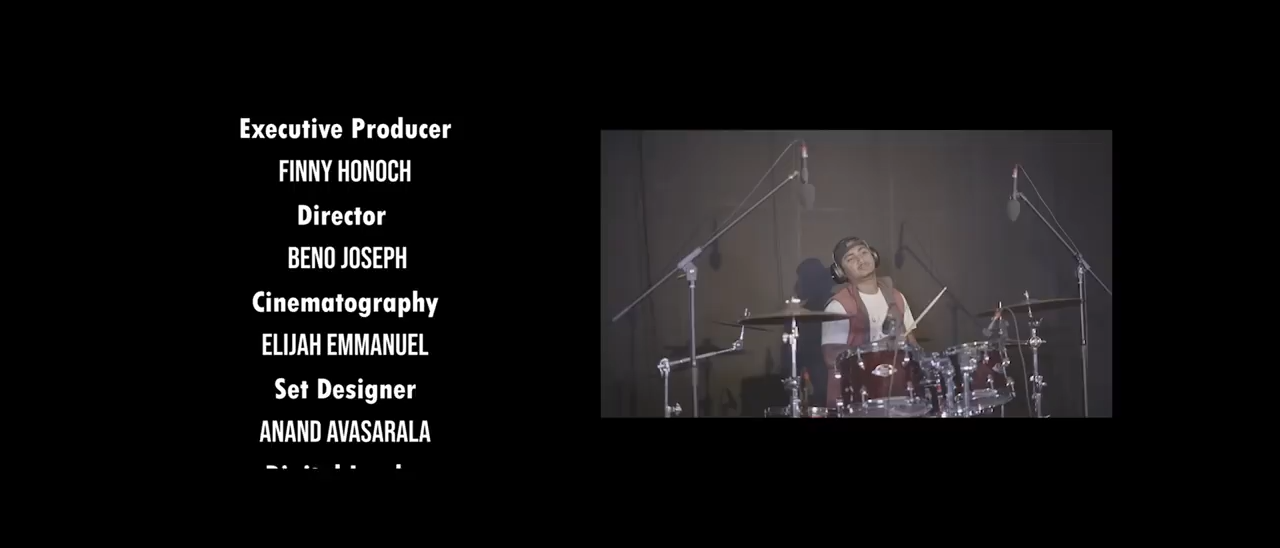 Executive Producer
FINNY HONOCH
Director
BENO JOSEPH
Cinematography
ELIJAH EMMANUEL
Set Designer
ANAND AVASARALA